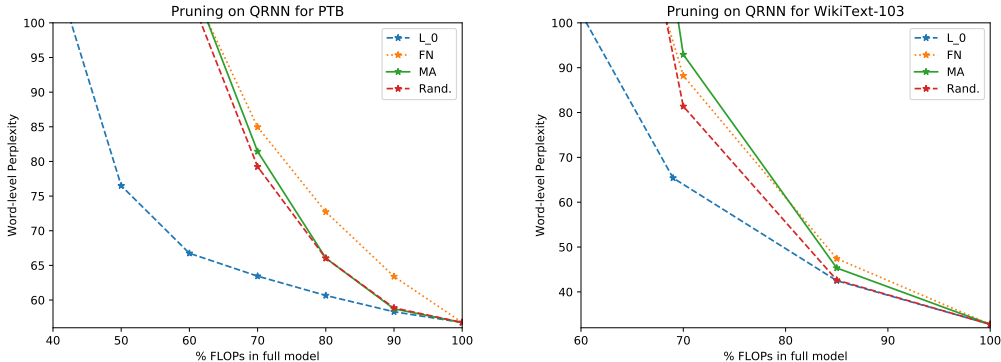 Pruning on QRNN for PTB
Word-level Perplexity
100
95
90
85
80
75
70
65
60
40
50
60
70
80
90
100
% FLOPs in full model
L_0
FN
MA
Rand.
Pruning on QRNN for WikiText-103
Word-level Perplexity
100
90
80
70
60
50
40
60
70
80
90
100
% FLOPs in full model
L_0
FN
MA
Rand.